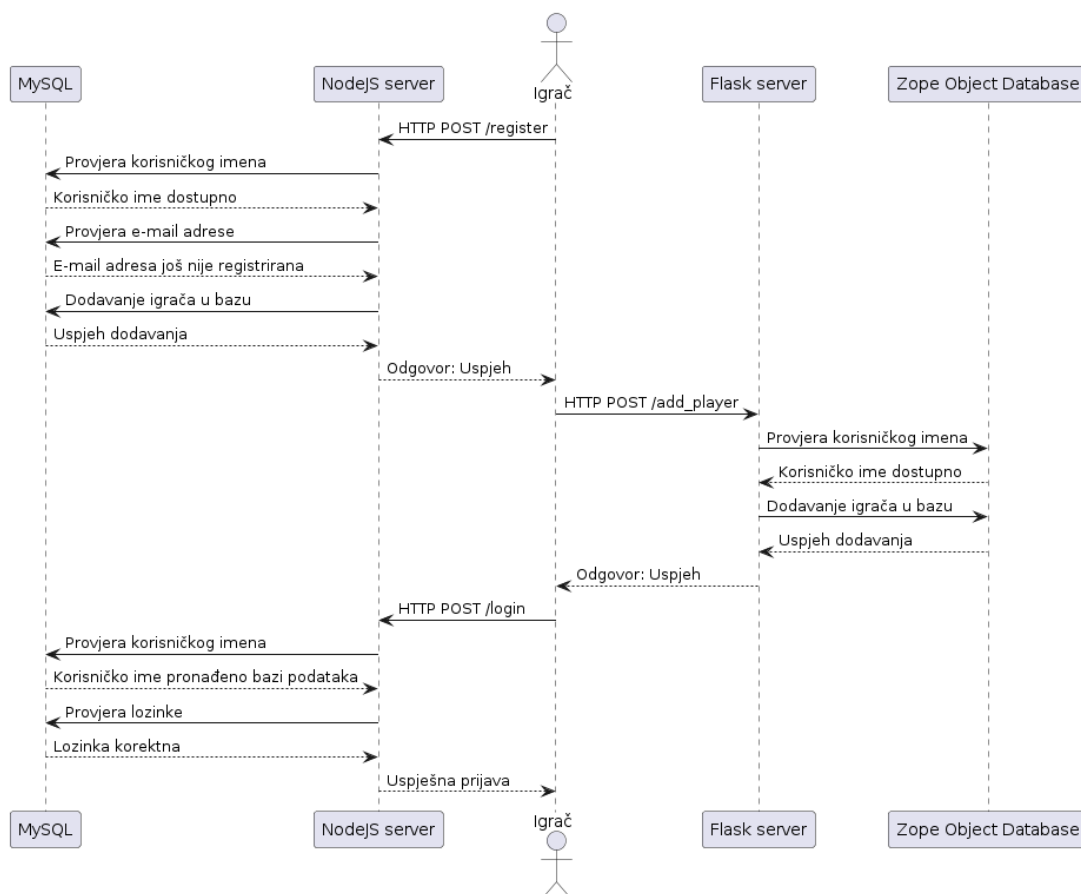 Igrač
MySQL
NodeJS server
Flask server
Zope Object Database
HTTP POST /register
Provjera korisničkog imena
Korisničko ime dostupno
Provjera e-mail adrese
E-mail adresa još nije registrirana
Dodavanje igrača u bazu
Uspjeh dodavanja
Odgovor: Uspjeh
HTTP POST /add_player
Provjera korisničkog imena
Korisničko ime dostupno
Dodavanje igrača u bazu
Uspjeh dodavanja
Odgovor: Uspjeh
HTTP POST /login
Provjera korisničkog imena
Korisničko ime pronađeno bazi podataka
Provjera lozinke
Lozinka korektna
Uspješna prijava
MySQL
NodeJS server
Igrač
Flask server
Zope Object Database